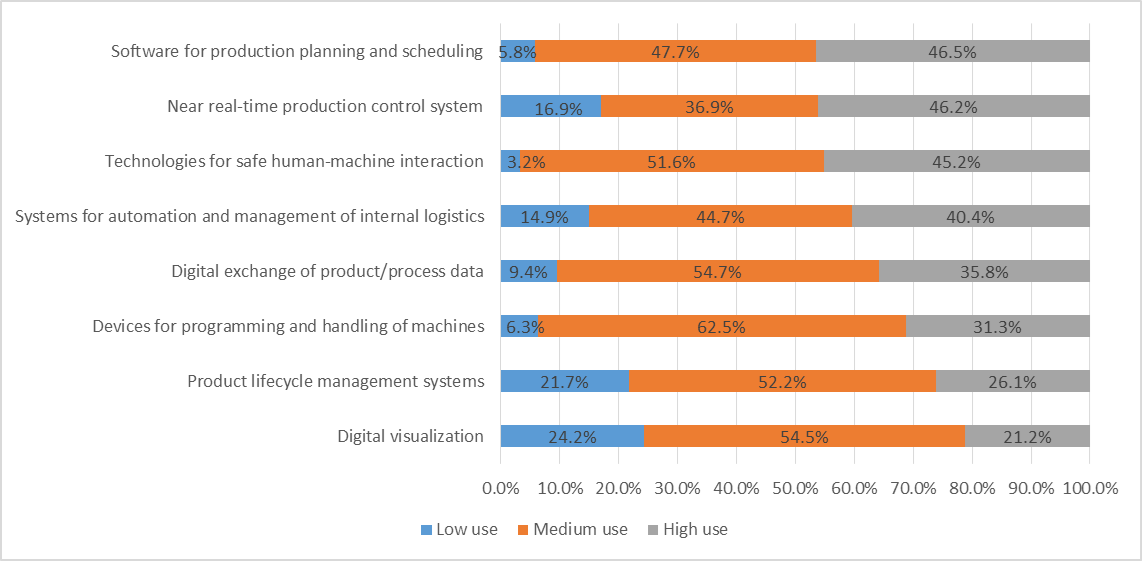 Software for production planning and scheduling 5.8% 47.7% 46.5%
Near real-time production control system 16.9% 36.9% 46.2%
Technologies for safe human-machine interaction 3.2% 51.6% 45.2%
Systems for automation and management of internal logistics 14.9% 44.7% 40.4%
Digital exchange of product/process data 9.4% 54.7% 35.8%
Devices for programming and handling of machines 6.3% 62.5% 31.3%
Product lifecycle management systems 21.7% 52.2% 26.1%
Digital visualization 24.2% 54.5% 21.2%
0.0% 10.0% 20.0% 30.0% 40.0% 50.0% 60.0% 70.0% 80.0% 90.0% 100.0%
Low use Medium use High use